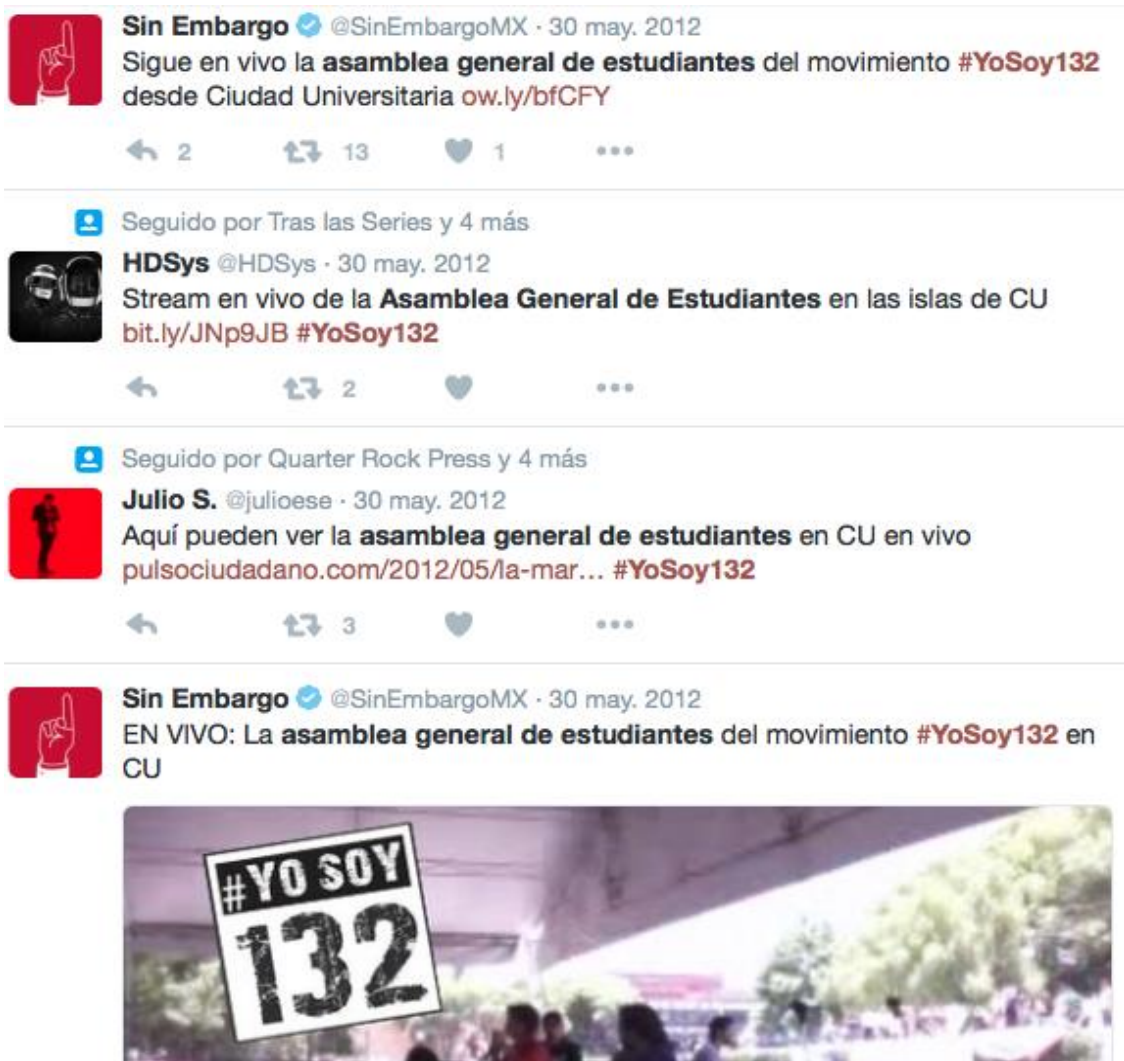 Sin Embargo @SinEmbargoMX · 30 may. 2012
Sigue en vivo la asamblea general de estudiantes del movimiento #YoSoy132
desde Ciudad Universitaria ow.ly/bfCFY
2 13 1
Seguido por Tras las Series y 4 más
HDSys @HDSys · 30 may. 2012
Stream en vivo de la Asamblea General de Estudiantes en las islas de CU
bit.ly/JNp9JB #YoSoy132
2
Seguido por Quarter Rock Press y 4 más
Julio S. @julioese · 30 may. 2012
Aquí pueden ver la asamblea general de estudiantes en CU en vivo
pulsociudadano.com/2012/05/la-mar... #YoSoy132
3
Sin Embargo @SinEmbargoMX · 30 may. 2012
EN VIVO: La asamblea general de estudiantes del movimiento #YoSoy132 en
CU
#YO SOY
132